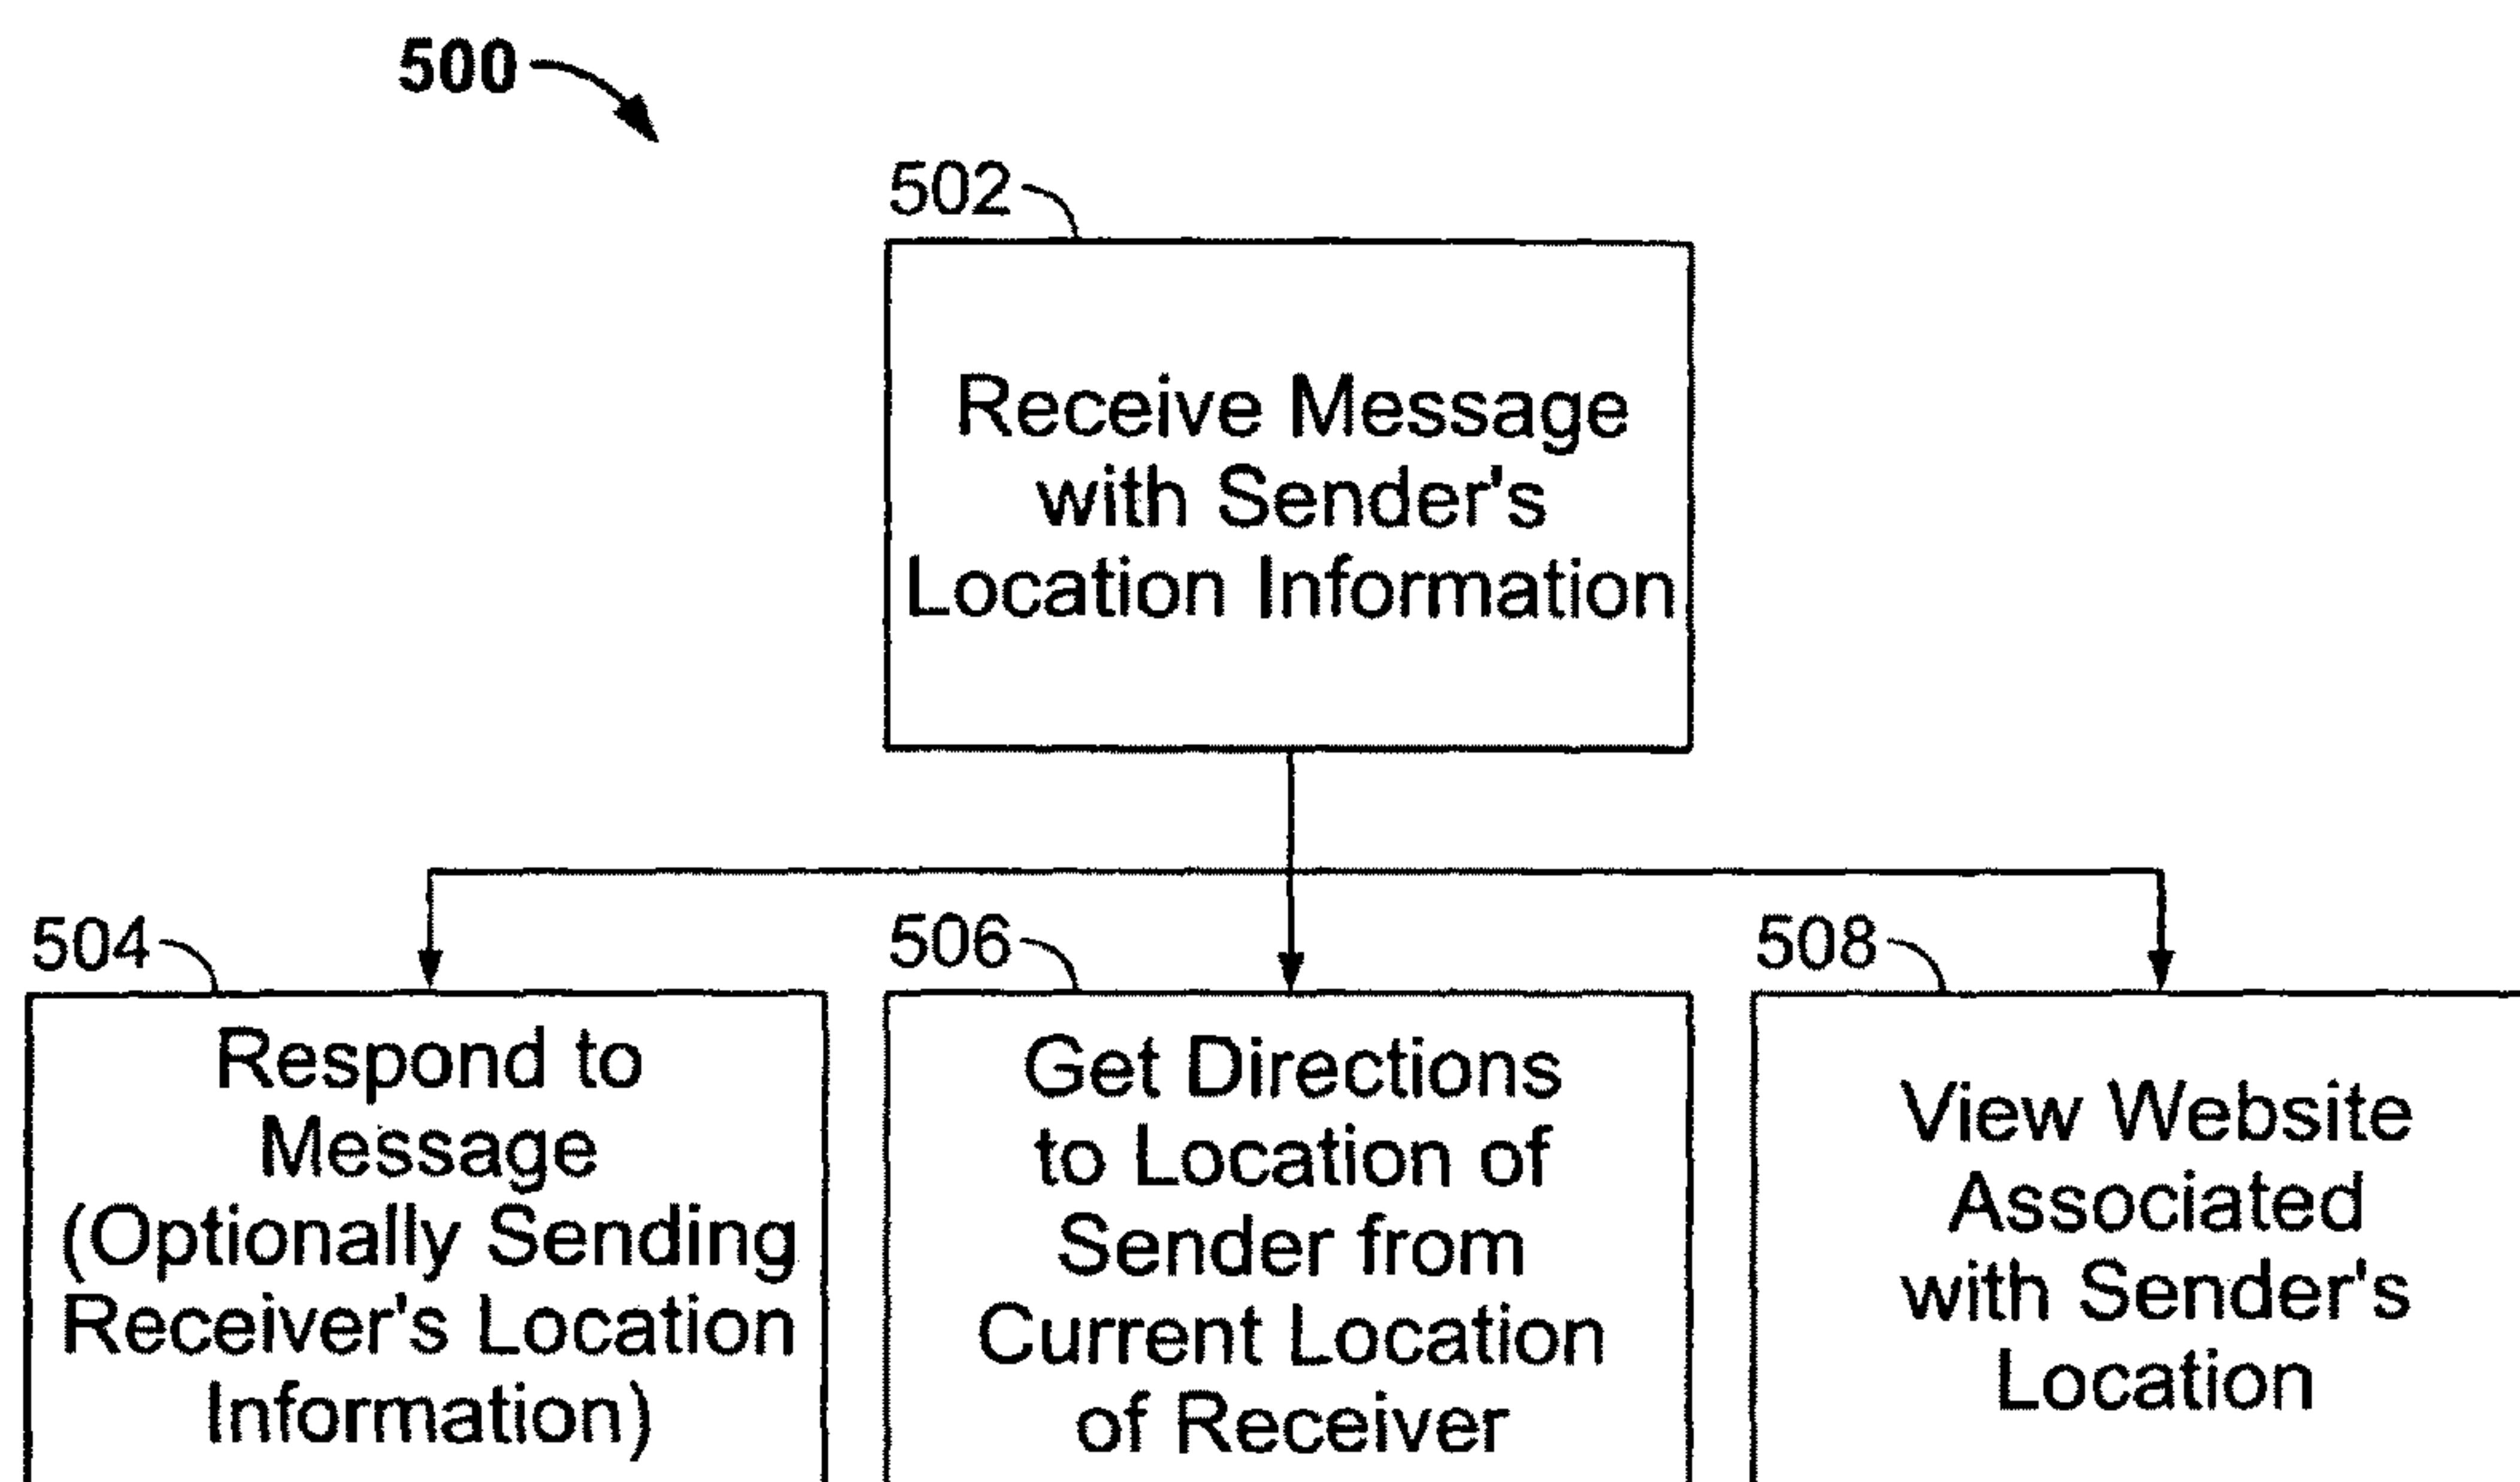 500
502
Receive Message
with Sender's
Location Information
504
Respond to
Message
(Optionally Sending
Receiver's Location
Information)
506
Get Directions
to Location of
Sender from
Current Location
of Receiver
508
View Website
Associated
with Sender's
Location